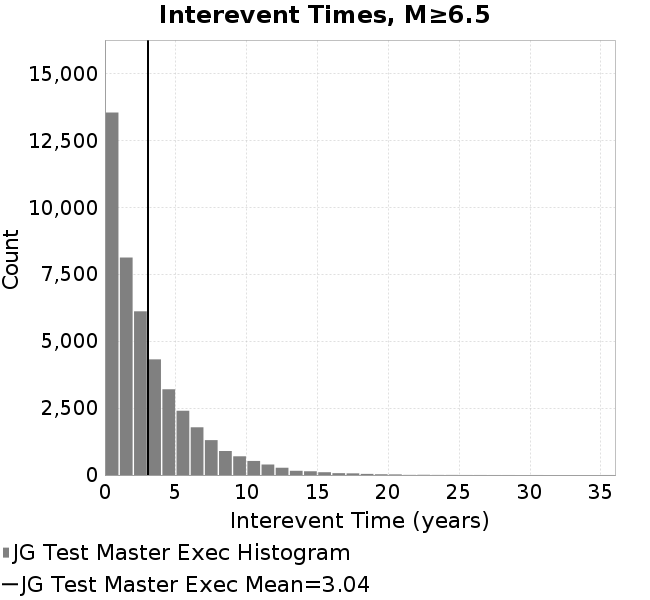 Interevent Times, M≥6.5
15,000
12,500
10,000
7,500
5,000
2,500
0
Count
0 5 10 15 20 25 30 35
Interevent Time (years)
JG Test Master Exec Histogram
JG Test Master Exec Mean=3.04